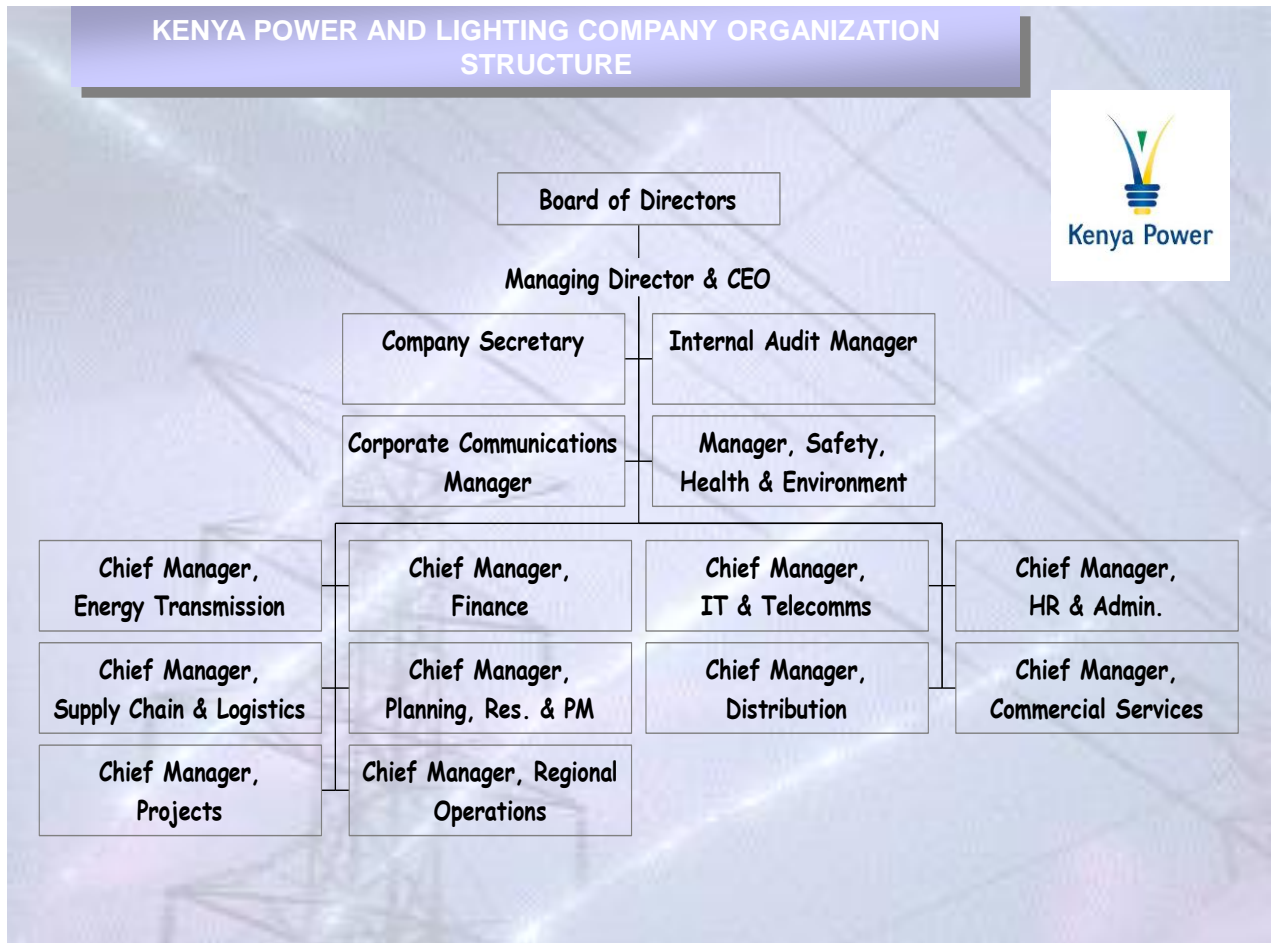 KENYA POWER AND LIGHTING COMPANY ORGANIZATION
STRUCTURE
Kenya Power
Board of Directors
Managing Director & CEO
Company Secretary
Internal Audit Manager
Corporate Communications
Manager
Manager, Safety,
Health & Environment
Chief Manager,
Energy Transmission
Chief Manager,
Finance
Chief Manager,
IT & Telecomms
Chief Manager,
HR & Admin.
Chief Manager,
Supply Chain & Logistics
Chief Manager,
Planning, Res. & PM
Chief Manager,
Distribution
Chief Manager,
Commercial Services
Chief Manager,
Projects
Chief Manager, Regional
Operations